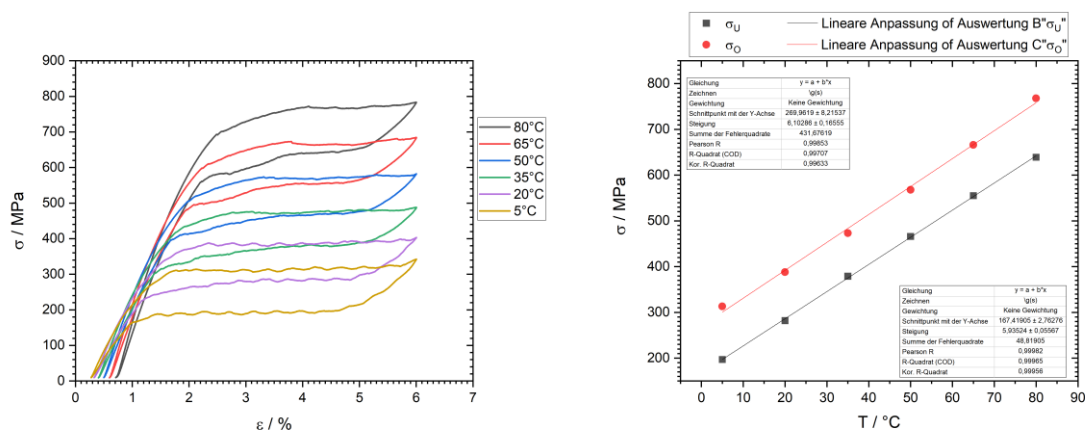 900
800
700
600
500
400
300
200
100
0
0 1 2 3 4 5 6 7
σ / MPa
ε / %
80°C
65°C
50°C
35°C
20°C
5°C
σU Lineare Anpassung of Auswertung B"σU"
σO Lineare Anpassung of Auswertung C"σO"
800
700
600
500
400
300
200
0 10 20 30 40 50 60 70 80 90
σ / MPa
T / °C
Gleichung y = a + b*x
Zeichnen \g(s)
Gewichtung Keine Gewichtung
Schnittpunkt mit der Y-Achse 269,9619 ± 8,21537
Steigung 6,10286 ± 0,16555
Summe der Fehlerquadrate 431,67619
Pearson R 0,99853
R-Quadrat (COD) 0,99707
Kor. R-Quadrat 0,99633
Gleichung y = a + b*x
Zeichnen \g(s)
Gewichtung Keine Gewichtung
Schnittpunkt mit der Y-Achse 167,41905 ± 2,76276
Steigung 5,93524 ± 0,05567
Summe der Fehlerquadrate 48,81905
Pearson R 0,99982
R-Quadrat (COD) 0,99965
Kor. R-Quadrat 0,99956